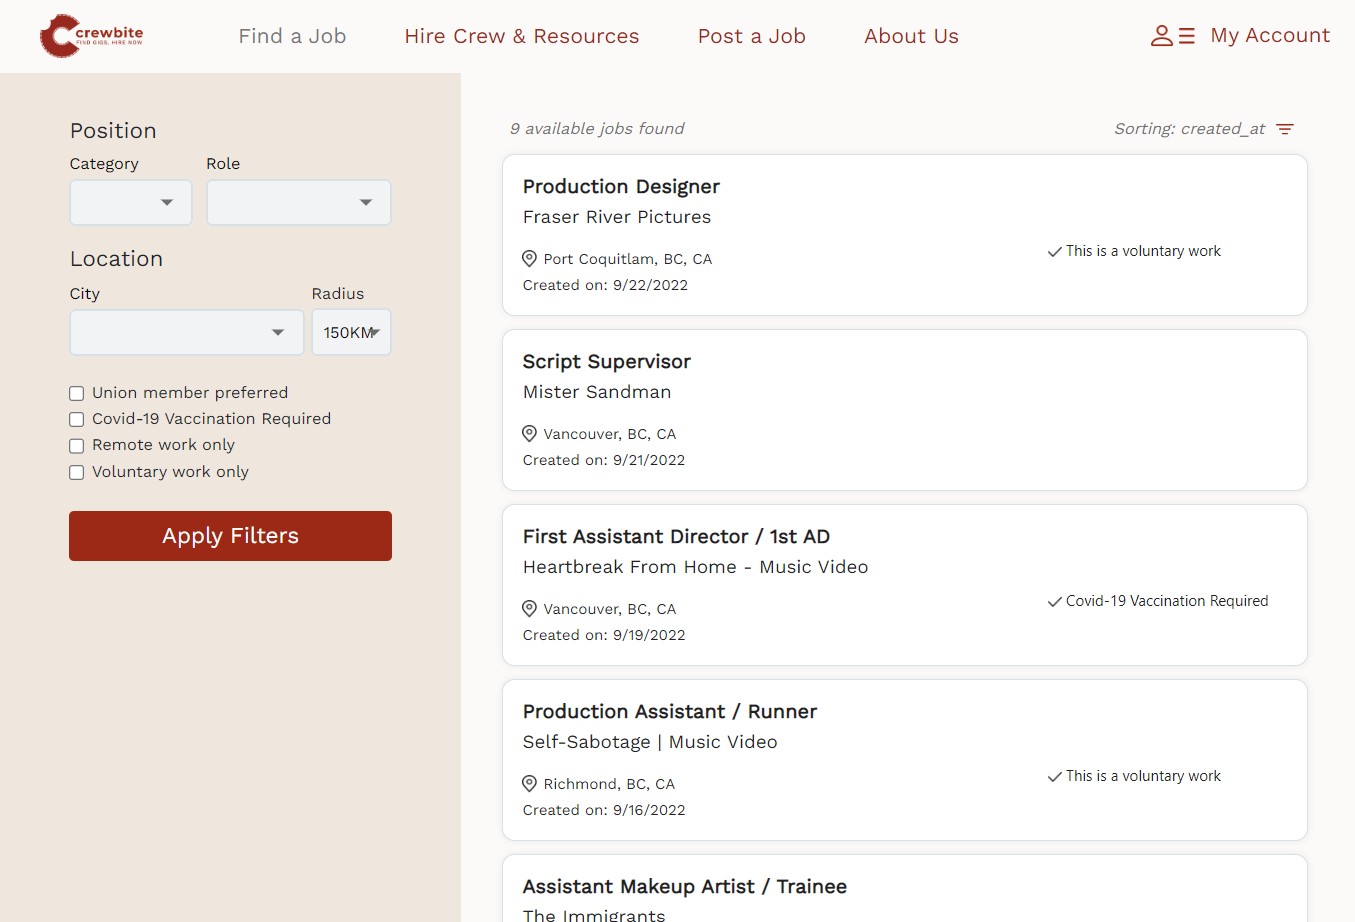 crewbite
FIND GIGS. HIRE NOW
Find a Job
Hire Crew & Resources
Post a Job
About Us
My Account
Position
Category
Role
Location
City
Radius
150KM
Union member preferred
Covid-19 Vaccination Required
Remote work only
Voluntary work only
Apply Filters
9 available jobs found
Sorting: created_at
Production Designer
Fraser River Pictures
Port Coquitlam, BC, CA
This is a voluntary work
Created on: 9/22/2022
Script Supervisor
Mister Sandman
Vancouver, BC, CA
Created on: 9/21/2022
First Assistant Director / 1st AD
Heartbreak From Home - Music Video
Vancouver, BC, CA
Covid-19 Vaccination Required
Created on: 9/19/2022
Production Assistant / Runner
Self-Sabotage | Music Video
Richmond, BC, CA
This is a voluntary work
Created on: 9/16/2022
Assistant Makeup Artist / Trainee
The Immigrants